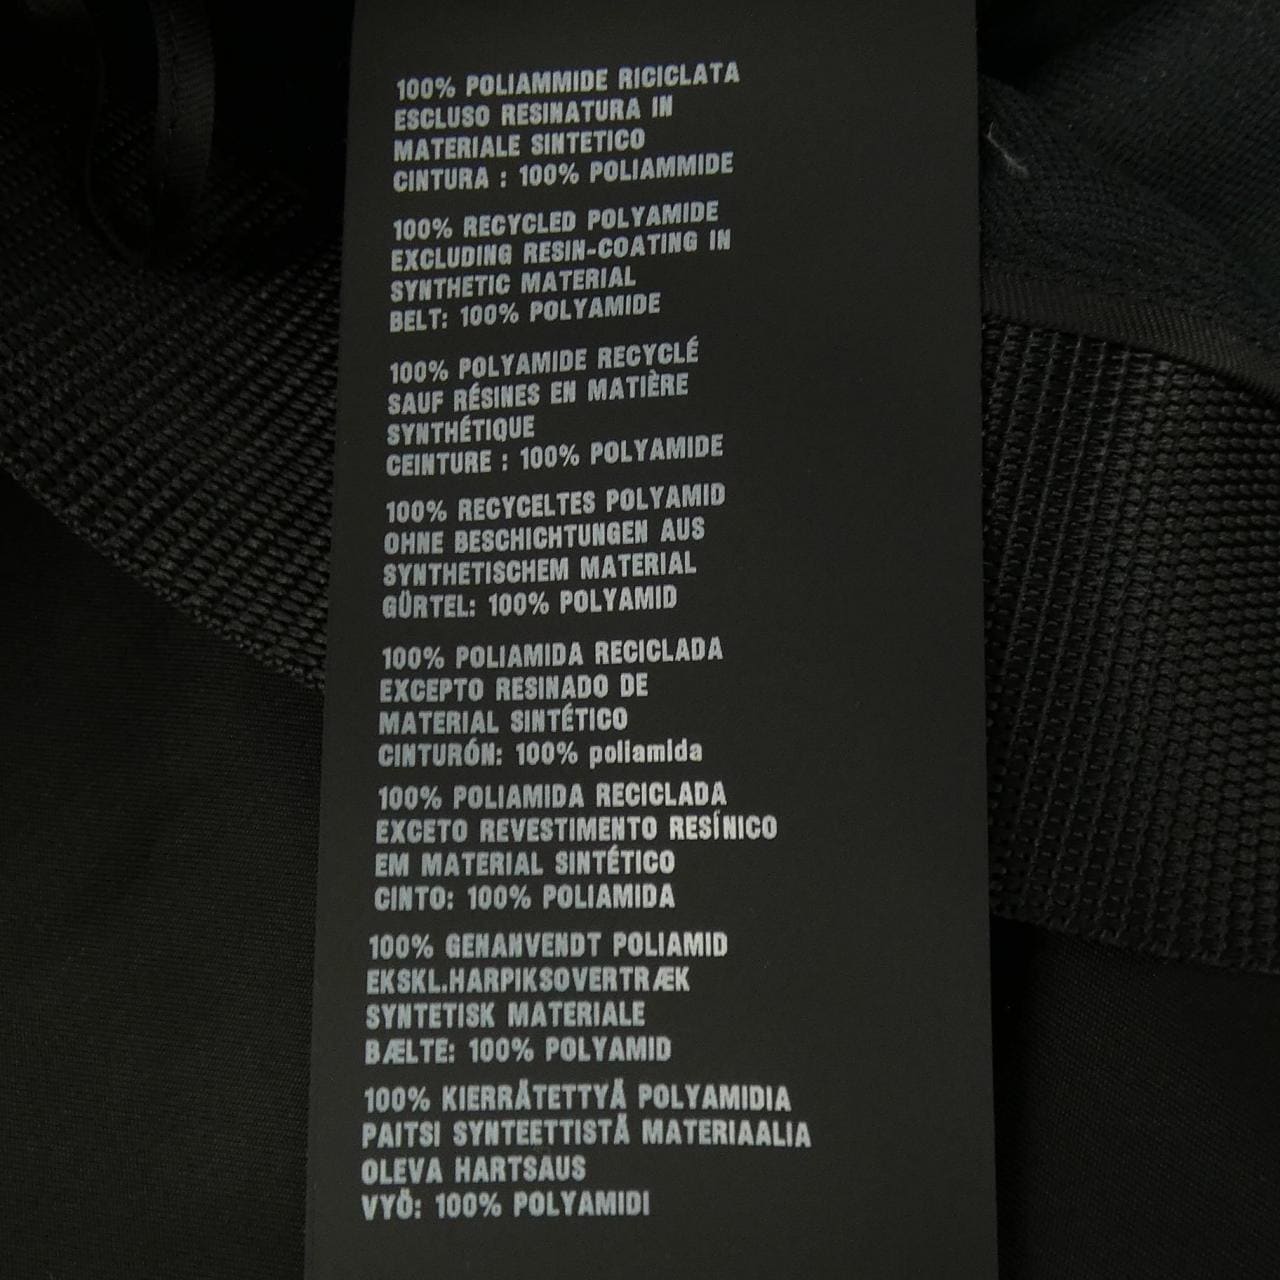 100% POLIAMMIDE RICICLATA
ESCLUSO RESINATURA IN
MATERIALE SINTETICO
CINTURA : 100% POLIAMMIDE
100% RECYCLED POLYAMIDE
EXCLUDING RESIN-COATING IN
SYNTHETIC MATERIAL
BELT: 100% POLYAMIDE
100% POLYAMIDE RECYCLÉ
SAUF RÉSINES EN MATIÈRE
SYNTHÉTIQUE
CEINTURE : 100% POLYAMIDE
100% RECYCELTES POLYAMID
OHNE BESCHICHTUNGEN AUS
SYNTHETISCHEM MATERIAL
GÜRTEL: 100% POLYAMID
100% POLIAMIDA RECICLADA
EXCEPTO RESINADO DE
MATERIAL SINTÉTICO
CINTURÓN: 100% poliamida
100% POLIAMIDA RECICLADA
EXCETO REVESTIMENTO RESÍNICO
EM MATERIAL SINTÉTICO
CINTO: 100% POLIAMIDA
100% GENANVENDT POLIAMID
EKSKL.HARPIKSOVERTRÆK
SYNTETISK MATERIALE
BÆLTE: 100% POLYAMID
100% KIERRÄTETTYÄ POLYAMIDIA
PAITSI SYNTEETTISTÄ MATERIAALIA
OLEVA HARTSAUS
VYÖ: 100% POLYAMIDI